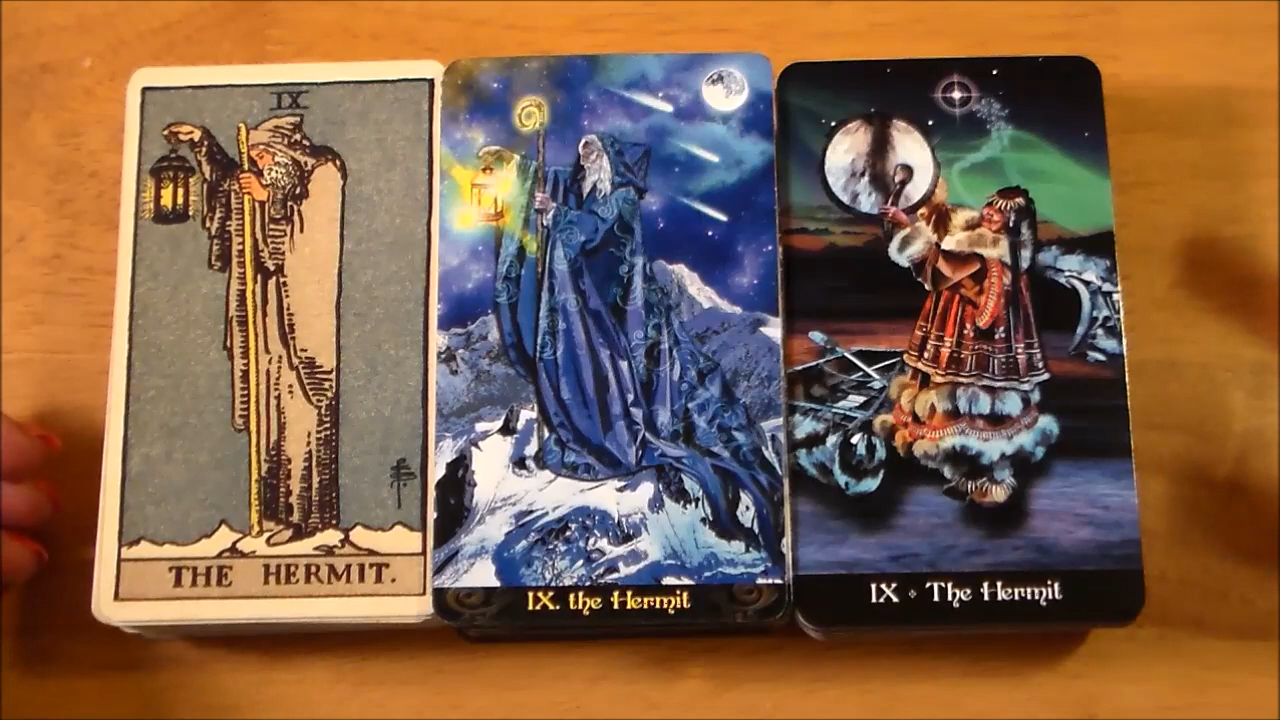 IX
THE HERMIT.
IX. the Hermit
IX • The Hermit